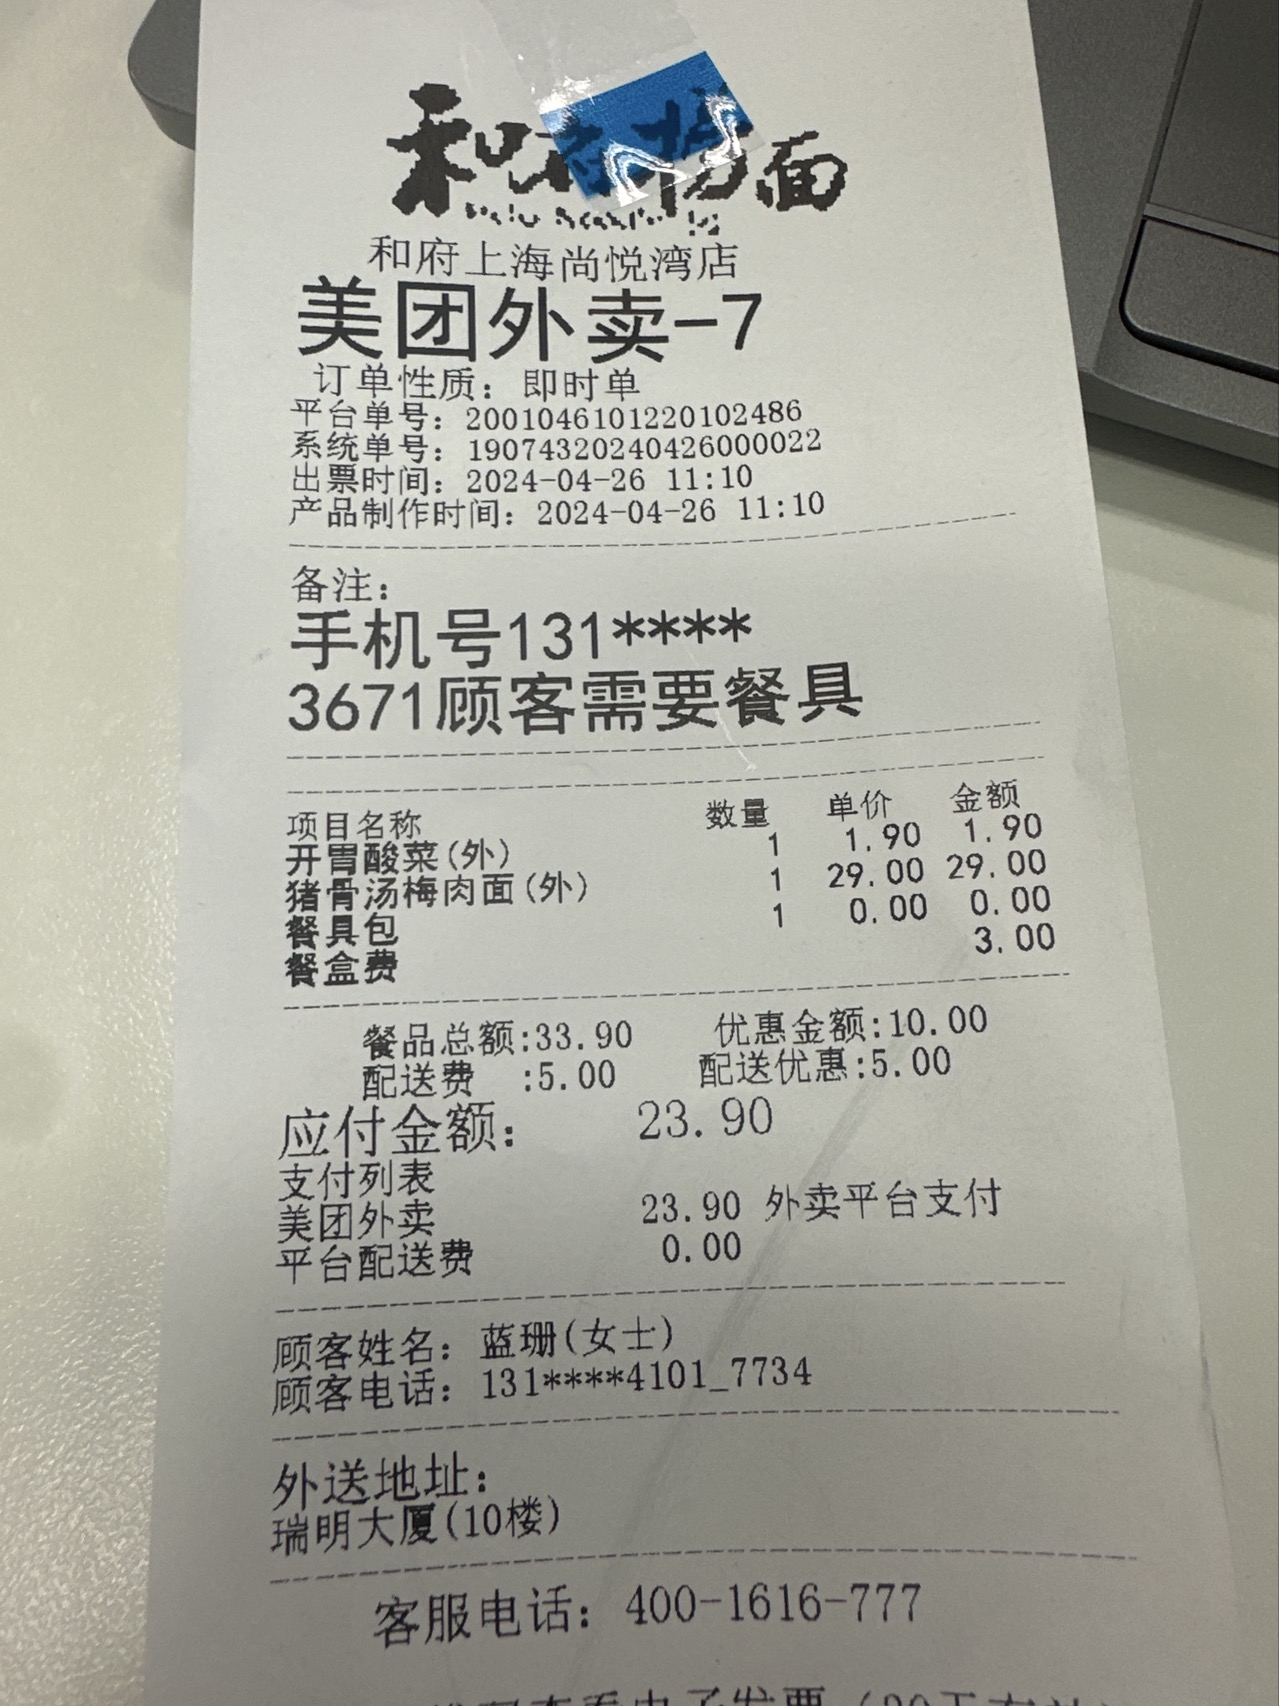 和府捞面
和府上海尚悦湾店
美团外卖-7
订单性质：即时单
平台单号：2001046101220102486
系统单号：19074320240426000022
出票时间：2024-04-26 11:10
产品制作时间：2024-04-26 11:10
备注：
手机号131****
3671顾客需要餐具
项目名称 数量 单价 金额
开胃酸菜(外) 1 1.90 1.90
猪骨汤梅肉面(外) 1 29.00 29.00
餐具包 1 0.00 0.00
餐盒费 3.00
餐品总额:33.90 优惠金额:10.00
配送费 :5.00 配送优惠:5.00
应付金额： 23.90
支付列表
美团外卖 23.90 外卖平台支付
平台配送费 0.00
顾客姓名：蓝珊(女士)
顾客电话：131****4101_7734
外送地址：
瑞明大厦(10楼)
客服电话：400-1616-777